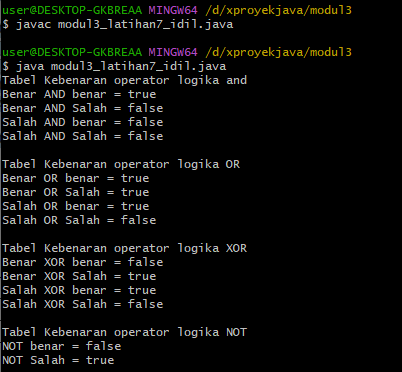 user@DESKTOP-GKBREAA MINGW64 /d/xproyekjava/modul3
$ javac modul3_latihan7_idil.java
user@DESKTOP-GKBREAA MINGW64 /d/xproyekjava/modul3
$ java modul3_latihan7_idil.java
Tabel Kebenaran operator logika and
Benar AND benar = true
Benar AND Salah = false
Salah AND benar = false
Salah AND Salah = false
Tabel Kebenaran operator logika OR
Benar OR benar = true
Benar OR Salah = true
Salah OR benar = true
Salah OR Salah = false
Tabel Kebenaran operator logika XOR
Benar XOR benar = false
Benar XOR Salah = true
Salah XOR benar = true
Salah XOR Salah = false
Tabel Kebenaran operator logika NOT
NOT benar = false
NOT Salah = true